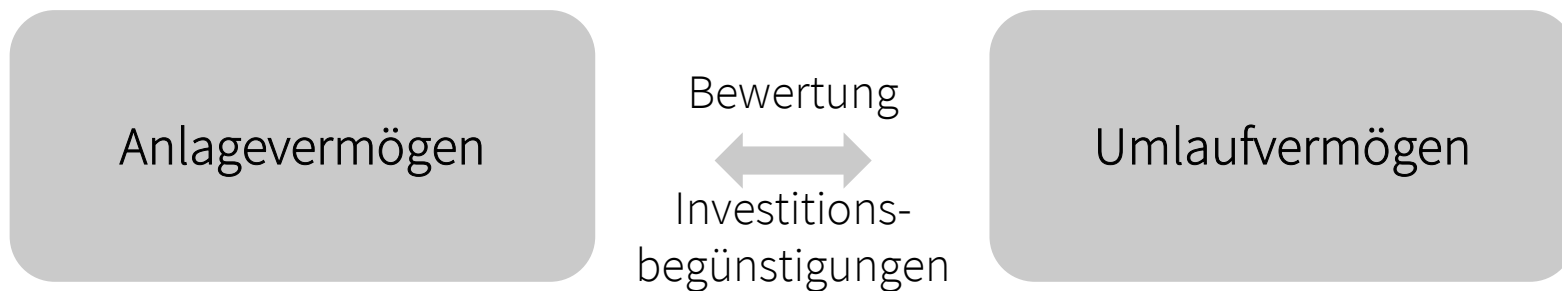 Anlagevermögen
Bewertung
Investitions-
begünstigungen
Umlaufvermögen